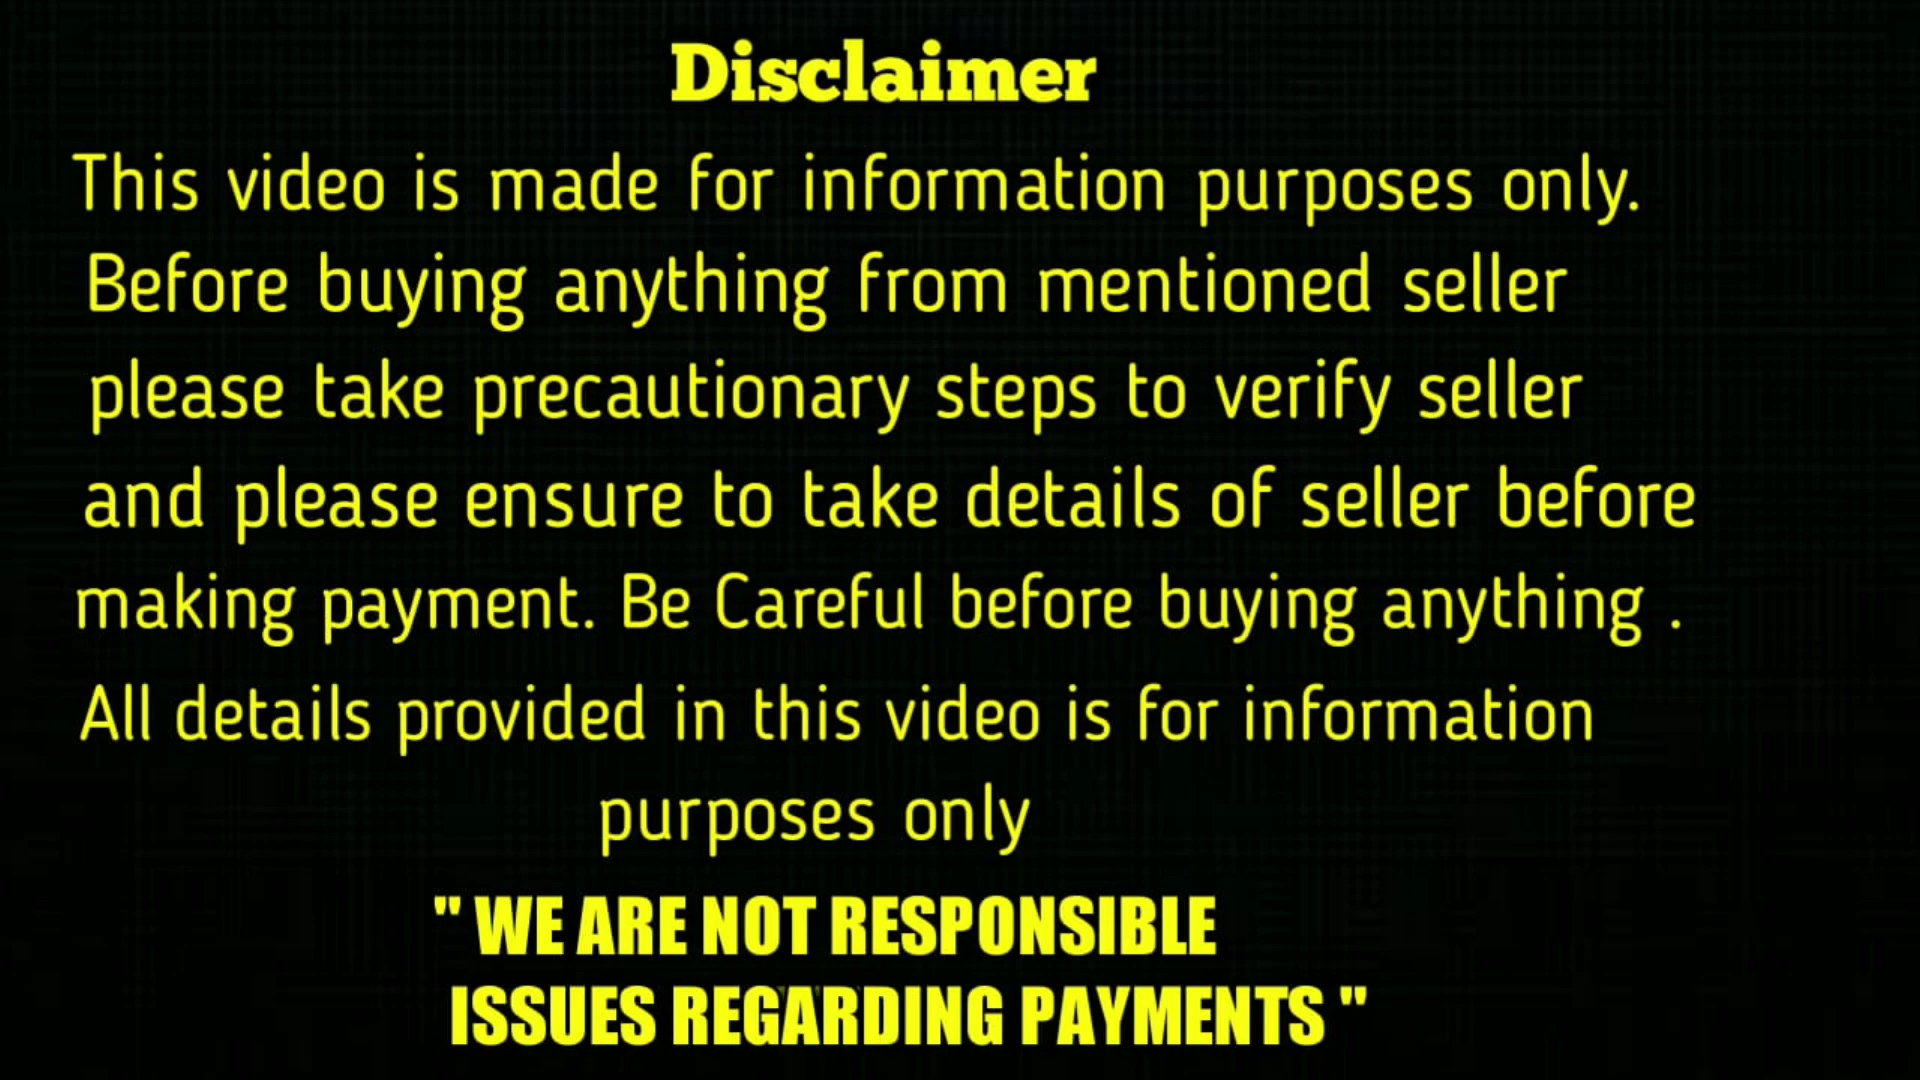 Disclaimer
This video is made for information purposes only.
Before buying anything from mentioned seller
please take precautionary steps to verify seller
and please ensure to take details of seller before
making payment. Be Careful before buying anything .
All details provided in this video is for information
purposes only
" WE ARE NOT RESPONSIBLE
ISSUES REGARDING PAYMENTS "